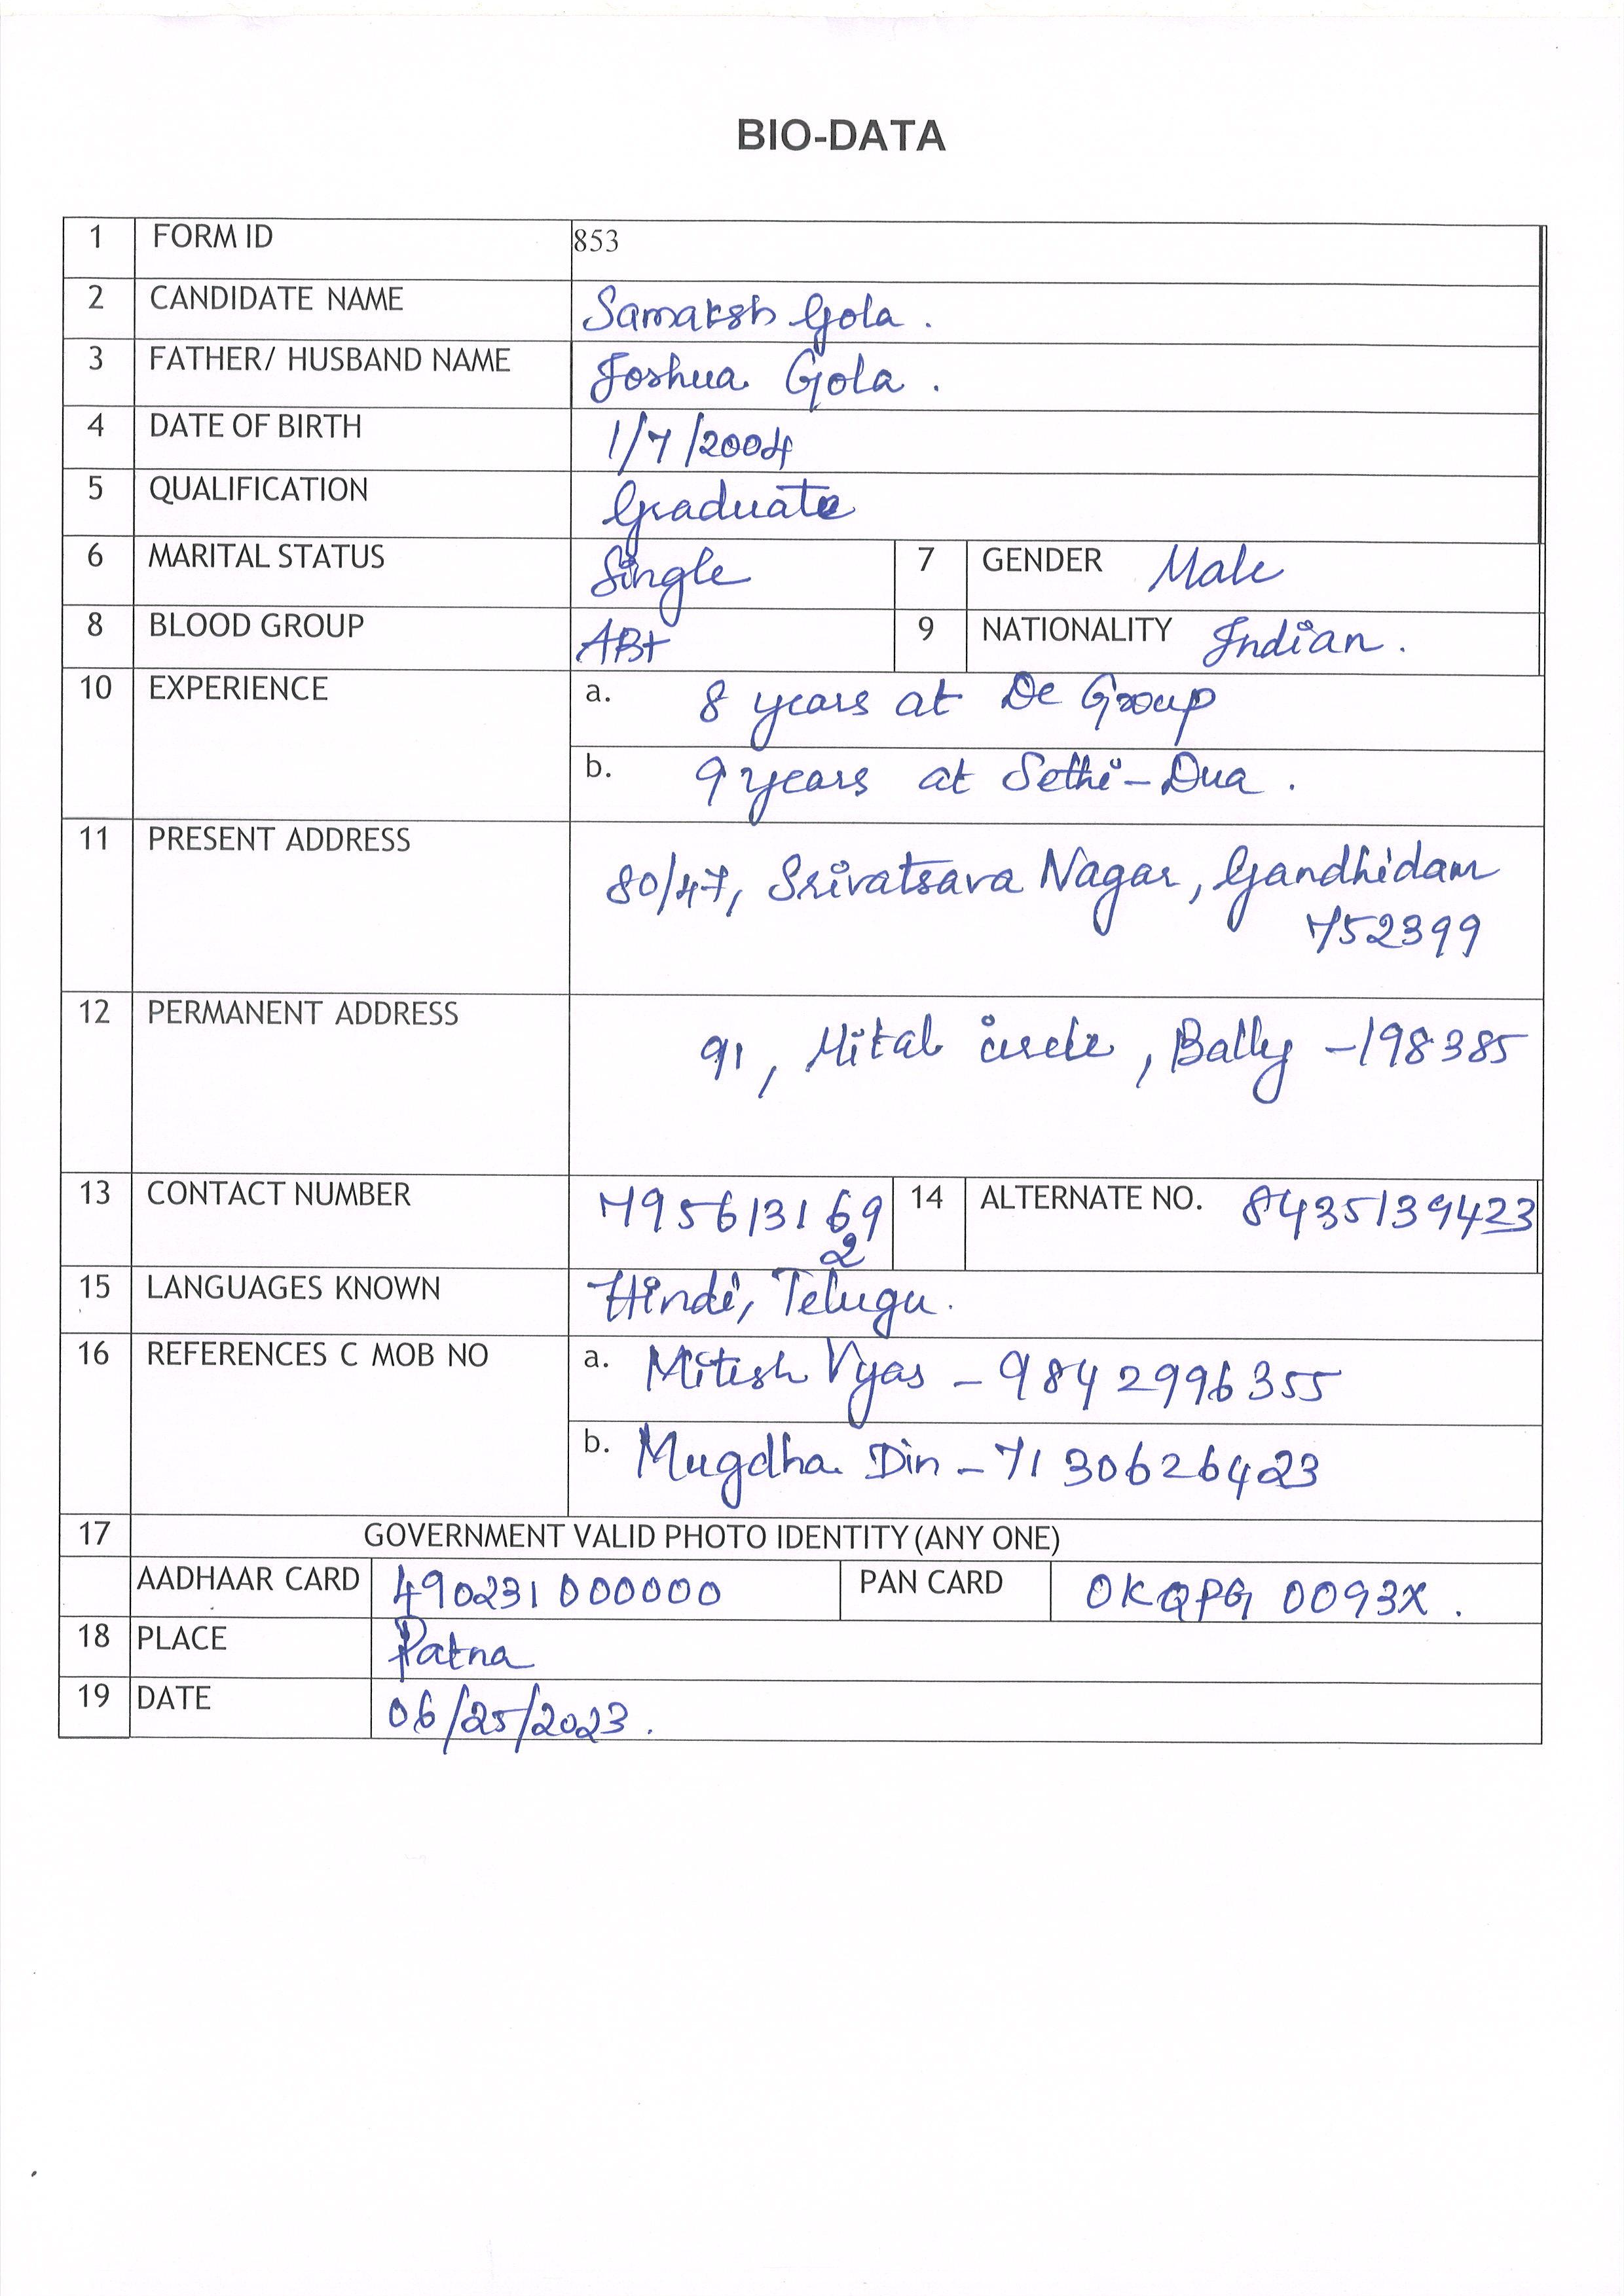 BIO-DATA
1 FORM ID 853
2 CANDIDATE NAME Samaksh Gola .
3 FATHER/ HUSBAND NAME Joshua Gola .
4 DATE OF BIRTH 1/7/2004
5 QUALIFICATION Graduate
6 MARITAL STATUS Single 7 GENDER Male
8 BLOOD GROUP AB+ 9 NATIONALITY Indian .
10 EXPERIENCE a. 8 years at De Group
b. 9 years at Sethi-Dua .
11 PRESENT ADDRESS
80/47, Srivatsava Nagar, Gandhidam
752399
12 PERMANENT ADDRESS
91, Mital circle, Bally -198385
13 CONTACT NUMBER 7956131669 14 ALTERNATE NO. 8435139423
2
15 LANGUAGES KNOWN Hindi, Telugu.
16 REFERENCES C MOB NO a. Mitesh Vyas - 9842996355
b. Mugdha Din - 7130626423
17 GOVERNMENT VALID PHOTO IDENTITY (ANY ONE)
AADHAAR CARD 490231000000 PAN CARD OKQPG 0093X .
18 PLACE Patna
19 DATE 06/25/2023 .